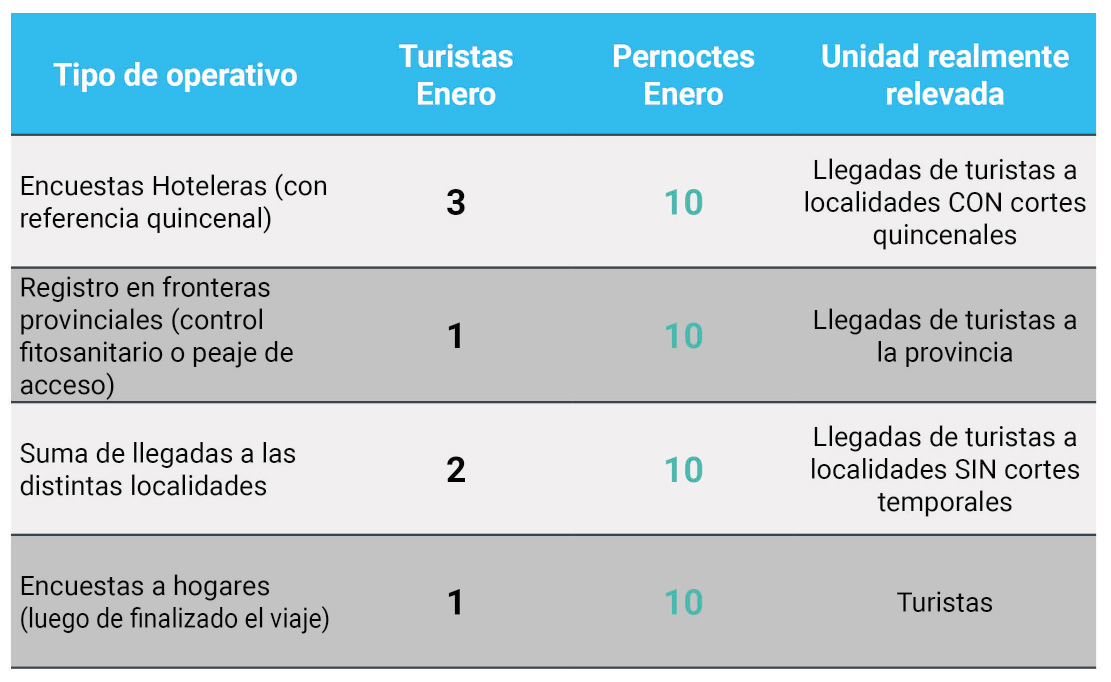 Tipo de operativo
Turistas
Enero
Pernoctes
Enero
Unidad realmente
relevada
Encuestas Hoteleras (con
referencia quincenal)
3
10
Llegadas de turistas a
localidades CON cortes
quincenales
Registro en fronteras
provinciales (control
fitosanitario o peaje de
acceso)
1
10
Llegadas de turistas a
la provincia
Suma de llegadas a las
distintas localidades
2
10
Llegadas de turistas a
localidades SIN cortes
temporales
Encuestas a hogares
(luego de finalizado el viaje)
1
10
Turistas